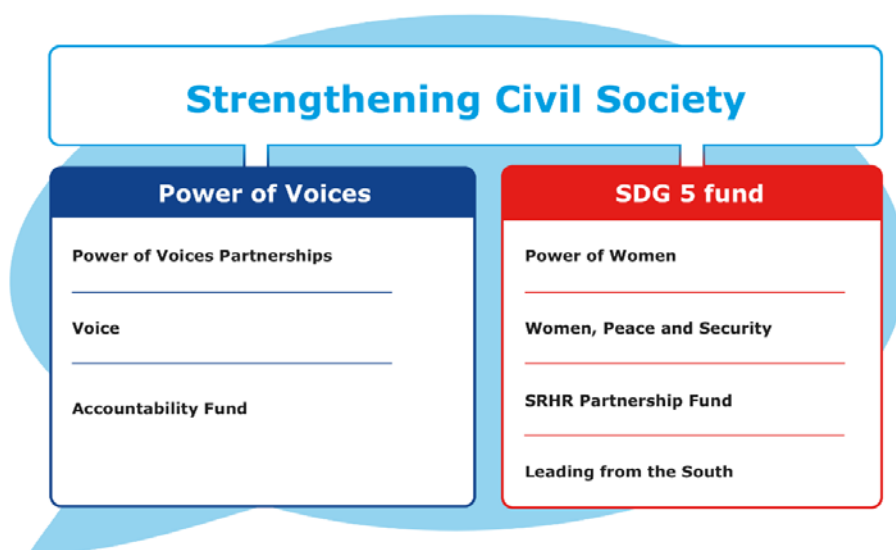 Strengthening Civil Society
Power of Voices
Power of Voices Partnerships
Voice
Accountability Fund
SDG 5 fund
Power of Women
Women, Peace and Security
SRHR Partnership Fund
Leading from the South